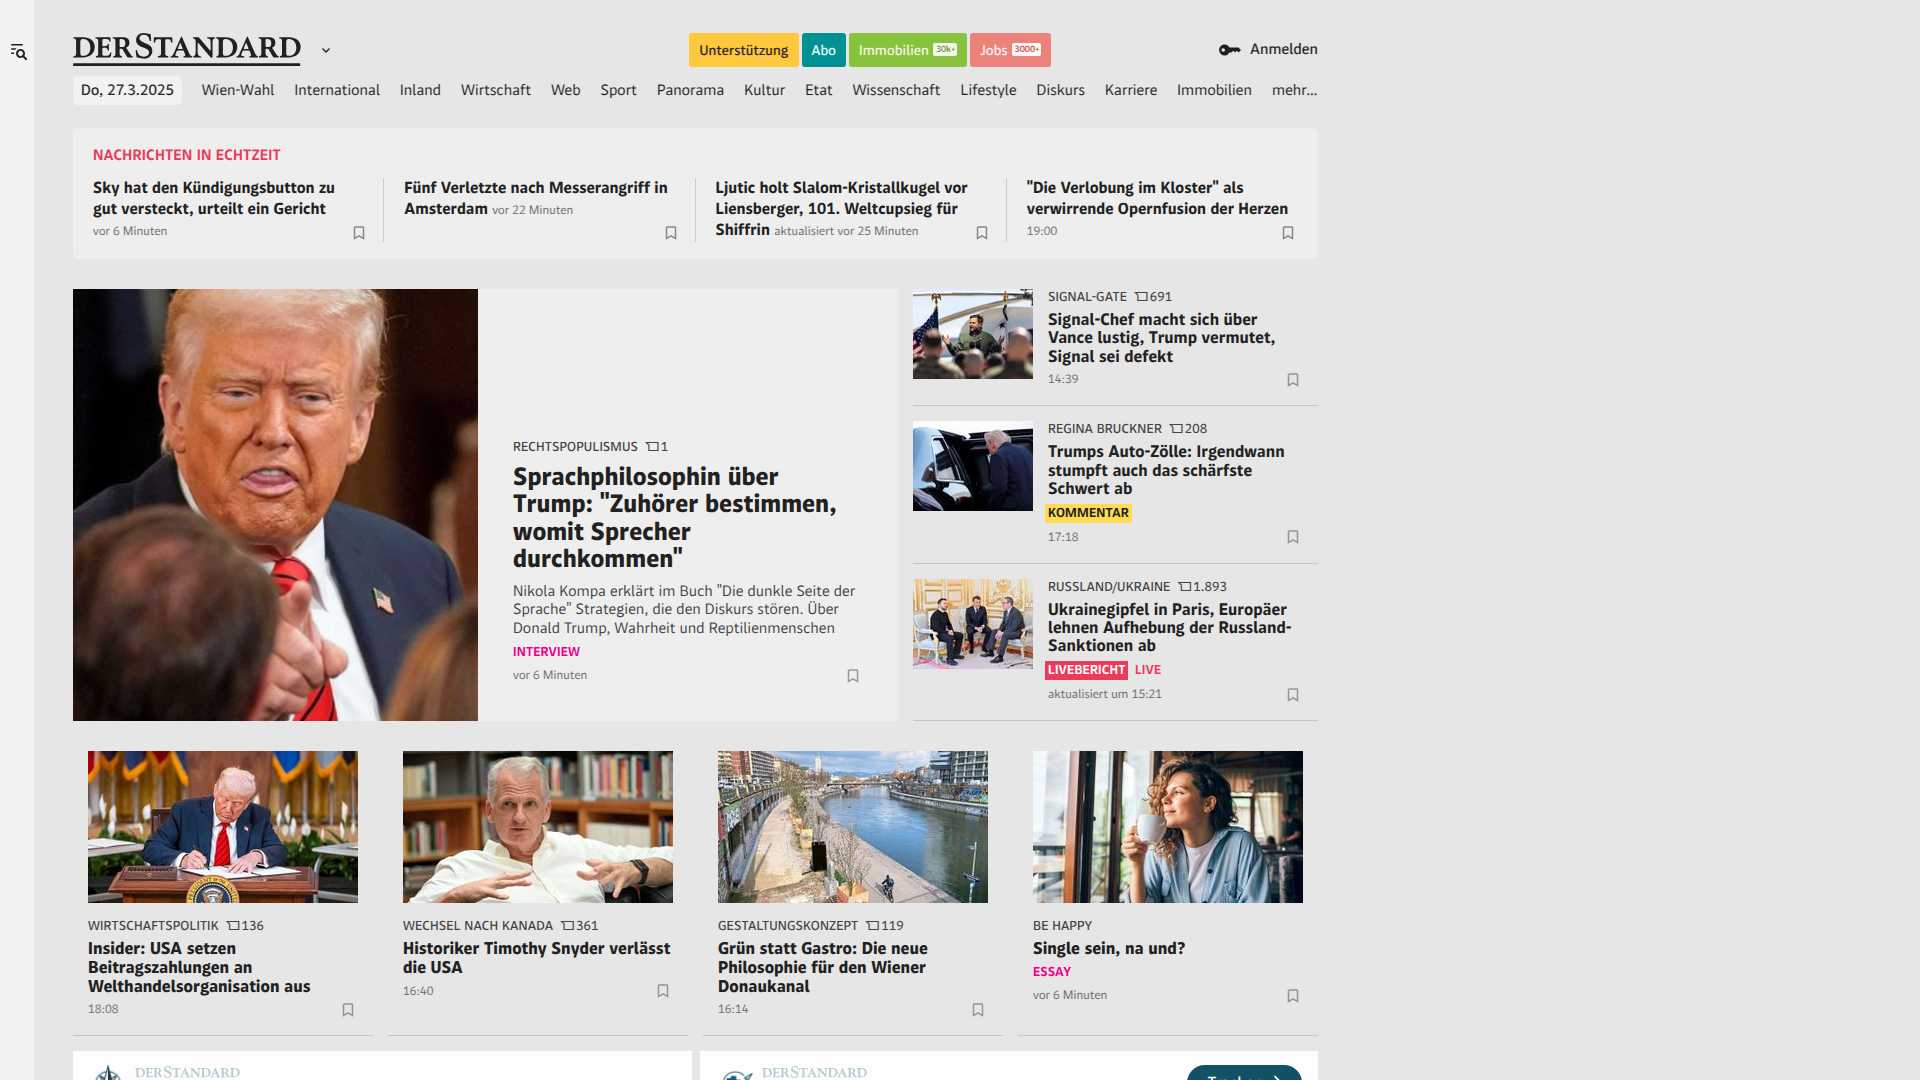 DERSTANDARD
Unterstützung
Abo
Immobilien 30k+
Jobs 3000+
Anmelden
Do, 27.3.2025
Wien-Wahl
International
Inland
Wirtschaft
Web
Sport
Panorama
Kultur
Etat
Wissenschaft
Lifestyle
Diskurs
Karriere
Immobilien
mehr...
NACHRICHTEN IN ECHTZEIT
Sky hat den Kündigungsbutton zu
gut versteckt, urteilt ein Gericht
vor 6 Minuten
Fünf Verletzte nach Messerangriff in
Amsterdam vor 22 Minuten
Ljutic holt Slalom-Kristallkugel vor
Liensberger, 101. Weltcupsieg für
Shiffrin aktualisiert vor 25 Minuten
"Die Verlobung im Kloster" als
verwirrende Opernfusion der Herzen
19:00
RECHTSPOPULISMUS 1
Sprachphilosophin über
Trump: "Zuhörer bestimmen,
womit Sprecher
durchkommen"
Nikola Kompa erklärt im Buch "Die dunkle Seite der
Sprache" Strategien, die den Diskurs stören. Über
Donald Trump, Wahrheit und Reptilienmenschen
INTERVIEW
vor 6 Minuten
SIGNAL-GATE 691
Signal-Chef macht sich über
Vance lustig, Trump vermutet,
Signal sei defekt
14:39
REGINA BRUCKNER 208
Trumps Auto-Zölle: Irgendwann
stumpft auch das schärfste
Schwert ab
KOMMENTAR
17:18
RUSSLAND/UKRAINE 1.893
Ukrainegipfel in Paris, Europäer
lehnen Aufhebung der Russland-
Sanktionen ab
LIVEBERICHT LIVE
aktualisiert um 15:21
WIRTSCHAFTSPOLITIK 136
Insider: USA setzen
Beitragszahlungen an
Welthandelsorganisation aus
18:08
WECHSEL NACH KANADA 361
Historiker Timothy Snyder verlässt
die USA
16:40
GESTALTUNGSKONZEPT 119
Grün statt Gastro: Die neue
Philosophie für den Wiener
Donaukanal
16:14
BE HAPPY
Single sein, na und?
ESSAY
vor 6 Minuten
DERSTANDARD
DERSTANDARD